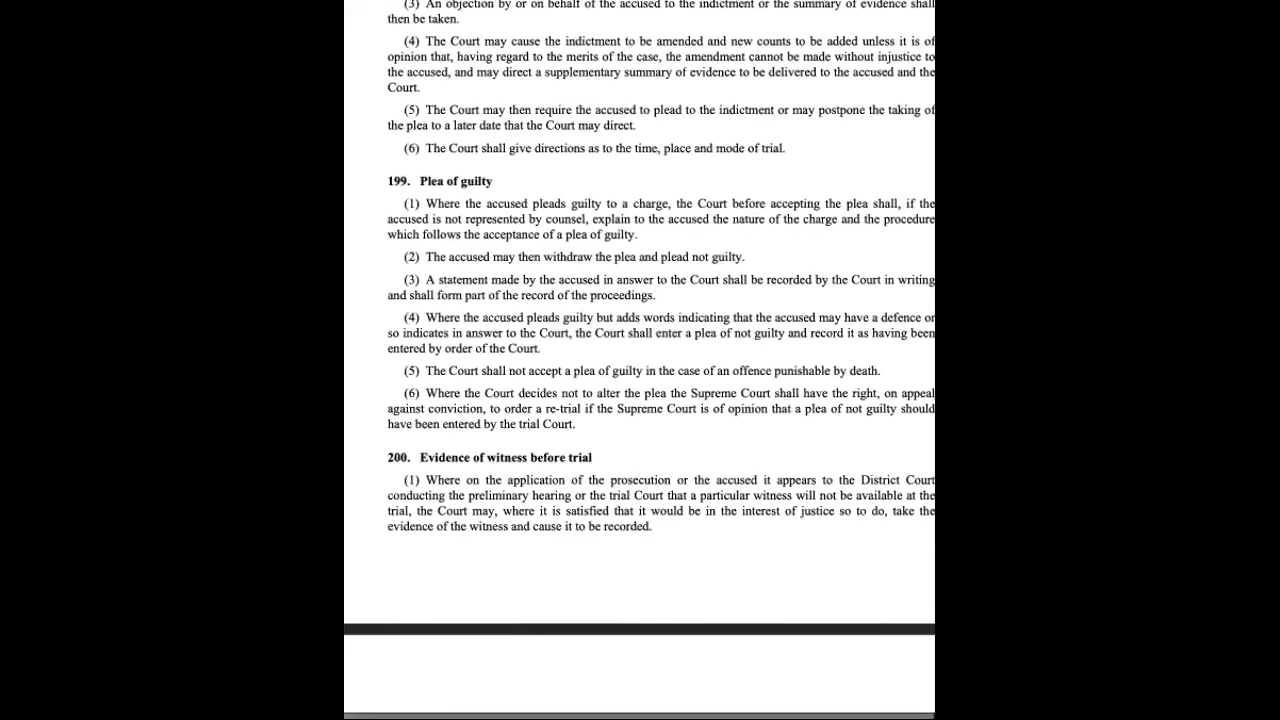 (3) An objection by or on behalf of the accused to the indictment or the summary of evidence shall
then be taken.
(4) The Court may cause the indictment to be amended and new counts to be added unless it is of
opinion that, having regard to the merits of the case, the amendment cannot be made without injustice to
the accused, and may direct a supplementary summary of evidence to be delivered to the accused and the
Court.
(5) The Court may then require the accused to plead to the indictment or may postpone the taking of
the plea to a later date that the Court may direct.
(6) The Court shall give directions as to the time, place and mode of trial.
199. Plea of guilty
(1) Where the accused pleads guilty to a charge, the Court before accepting the plea shall, if the
accused is not represented by counsel, explain to the accused the nature of the charge and the procedure
which follows the acceptance of a plea of guilty.
(2) The accused may then withdraw the plea and plead not guilty.
(3) A statement made by the accused in answer to the Court shall be recorded by the Court in writing
and shall form part of the record of the proceedings.
(4) Where the accused pleads guilty but adds words indicating that the accused may have a defence or
so indicates in answer to the Court, the Court shall enter a plea of not guilty and record it as having been
entered by order of the Court.
(5) The Court shall not accept a plea of guilty in the case of an offence punishable by death.
(6) Where the Court decides not to alter the plea the Supreme Court shall have the right, on appeal
against conviction, to order a re-trial if the Supreme Court is of opinion that a plea of not guilty should
have been entered by the trial Court.
200. Evidence of witness before trial
(1) Where on the application of the prosecution or the accused it appears to the District Court
conducting the preliminary hearing or the trial Court that a particular witness will not be available at the
trial, the Court may, where it is satisfied that it would be in the interest of justice so to do, take the
evidence of the witness and cause it to be recorded.